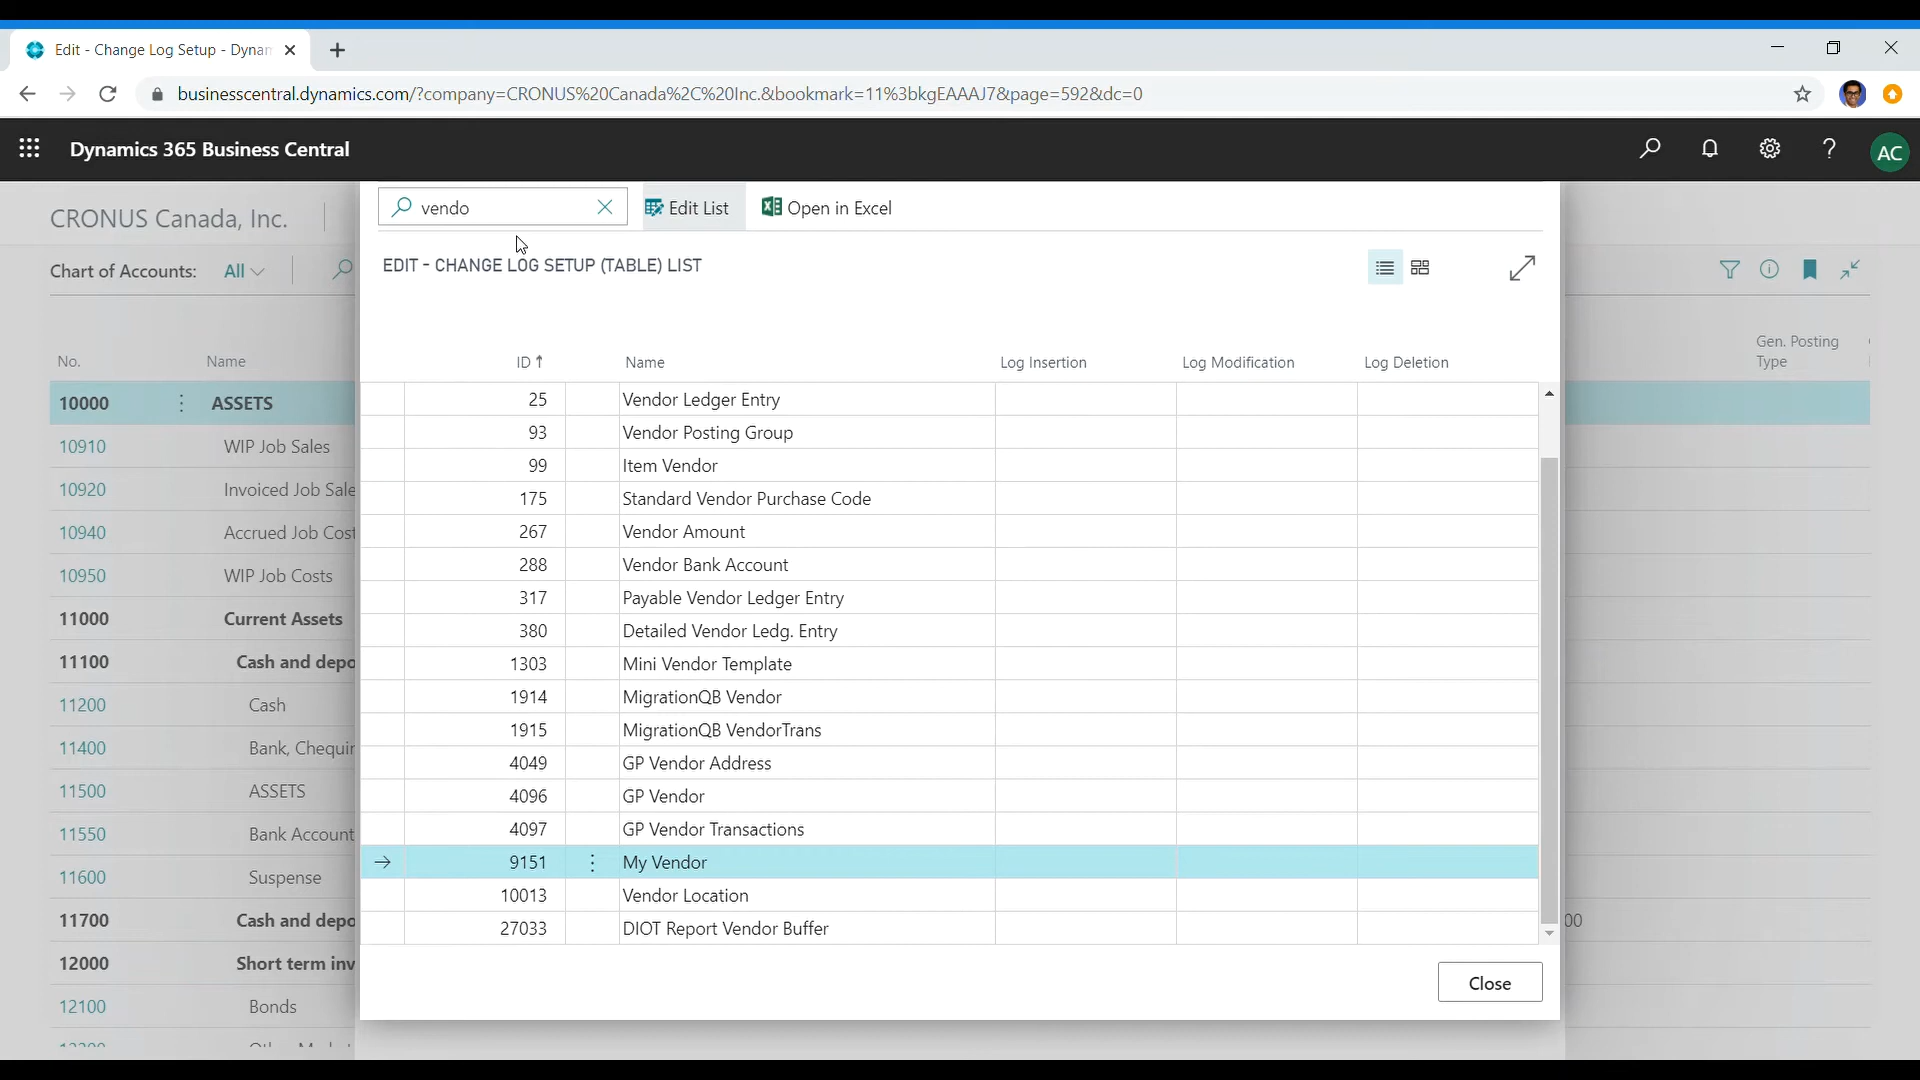 Edit - Change Log Setup - Dynam
businesscentral.dynamics.com/?company=CRONUS%20Canada%2C%20Inc.&bookmark=11%3bkgEAAAJ7&page=592&dc=0
Dynamics 365 Business Central
AC
CRONUS Canada, Inc.
vendo
Edit List
Open in Excel
Chart of Accounts: All
EDIT - CHANGE LOG SETUP (TABLE) LIST
No. Name
Gen. Posting
Type
ID ↑ Name Log Insertion Log Modification Log Deletion
10000 ASSETS
10910 WIP Job Sales
10920 Invoiced Job Sale
10940 Accrued Job Cost
10950 WIP Job Costs
11000 Current Assets
11100 Cash and depo
11200 Cash
11400 Bank, Chequin
11500 ASSETS
11550 Bank Account
11600 Suspense
11700 Cash and depo
12000 Short term inv
12100 Bonds
25 Vendor Ledger Entry
93 Vendor Posting Group
99 Item Vendor
175 Standard Vendor Purchase Code
267 Vendor Amount
288 Vendor Bank Account
317 Payable Vendor Ledger Entry
380 Detailed Vendor Ledg. Entry
1303 Mini Vendor Template
1914 MigrationQB Vendor
1915 MigrationQB VendorTrans
4049 GP Vendor Address
4096 GP Vendor
4097 GP Vendor Transactions
9151 My Vendor
10013 Vendor Location
27033 DIOT Report Vendor Buffer
00
Close